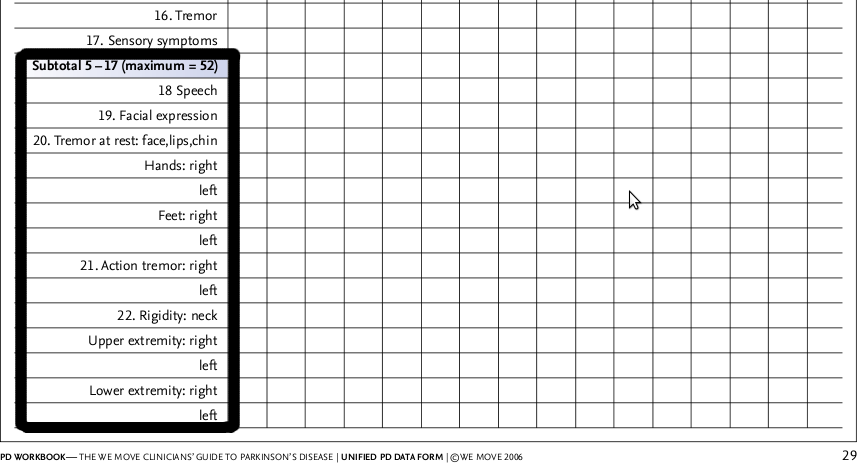 16. Tremor
17. Sensory symptoms
Subtotal 5–17 (maximum = 52)
18 Speech
19. Facial expression
20. Tremor at rest: face,lips,chin
Hands: right
left
Feet: right
left
21. Action tremor: right
left
22. Rigidity: neck
Upper extremity: right
left
Lower extremity: right
left
PD WORKBOOK— THE WE MOVE CLINICIANS' GUIDE TO PARKINSON'S DISEASE | UNIFIED PD DATA FORM | ©WE MOVE 2006 29